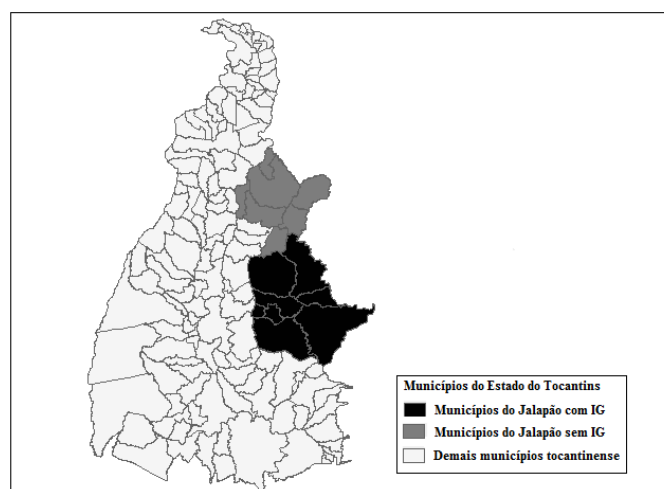 Municípios do Estado do Tocantins
Municípios do Jalapão com IG
Municípios do Jalapão sem IG
Demais municípios tocantinense